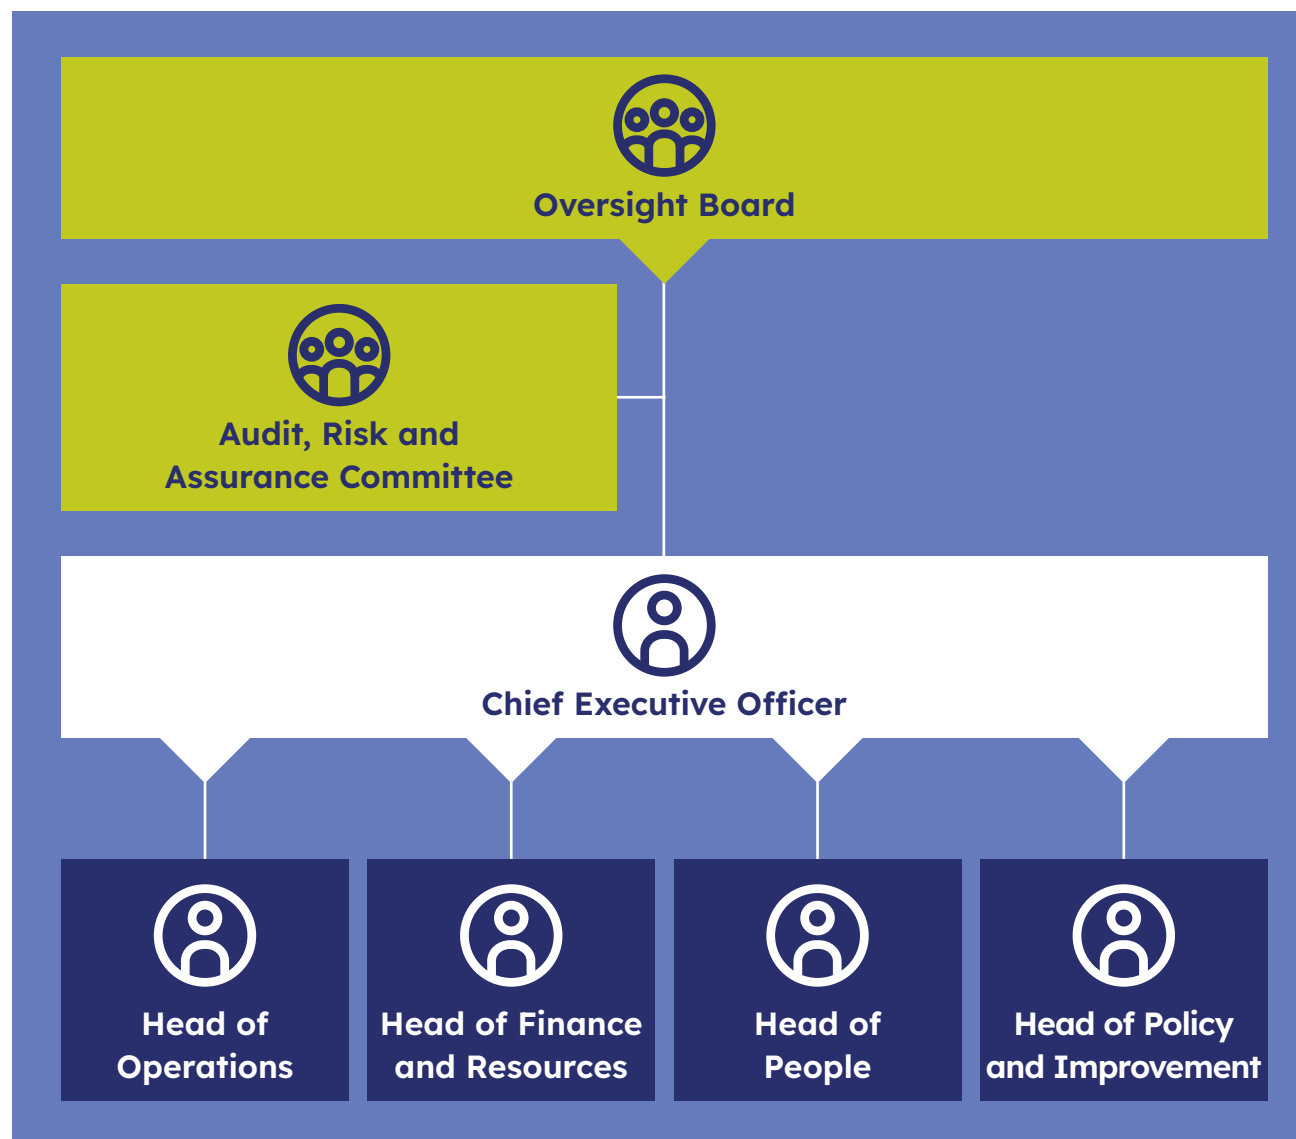 Oversight Board
Audit, Risk and
Assurance Committee
Chief Executive Officer
Head of
Operations
Head of Finance
and Resources
Head of
People
Head of Policy
and Improvement